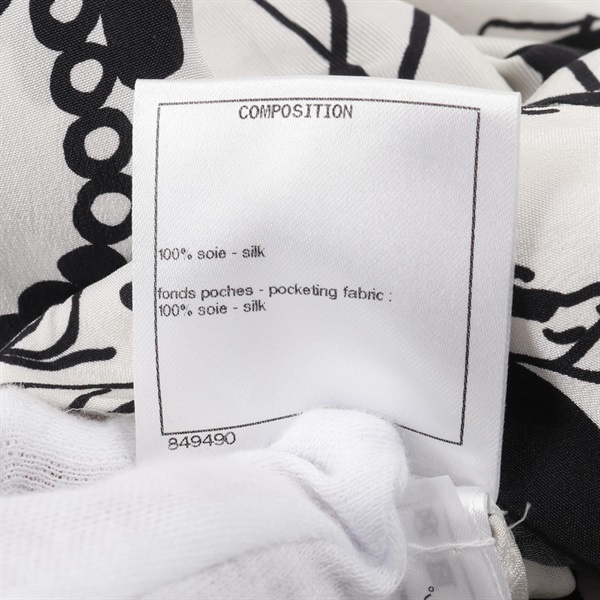 COMPOSITION
100% soie - silk
fonds poches - pocketing fabric :
100% soie - silk
849490